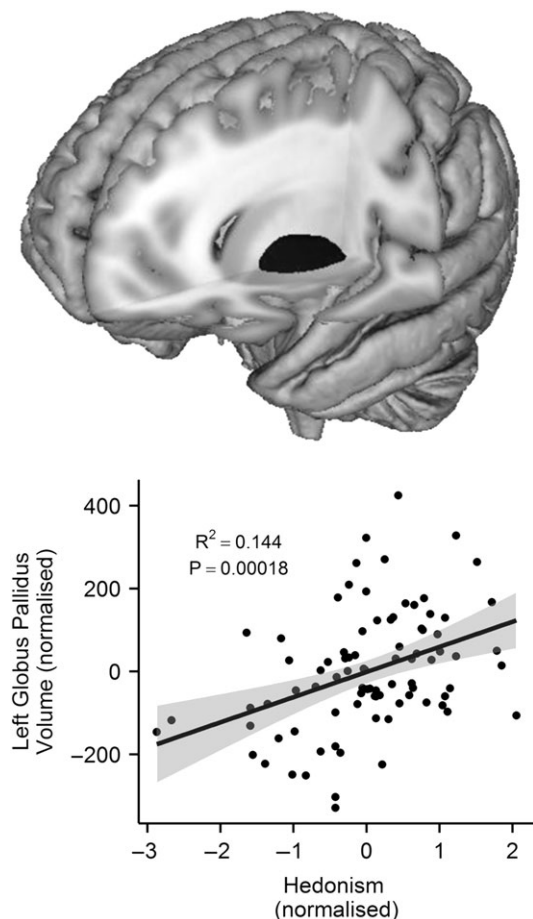 400
200
0
−200
Left Globus Pallidus
Volume (normalised)
R² = 0.144
P = 0.00018
−3 −2 −1 0 1 2
Hedonism
(normalised)